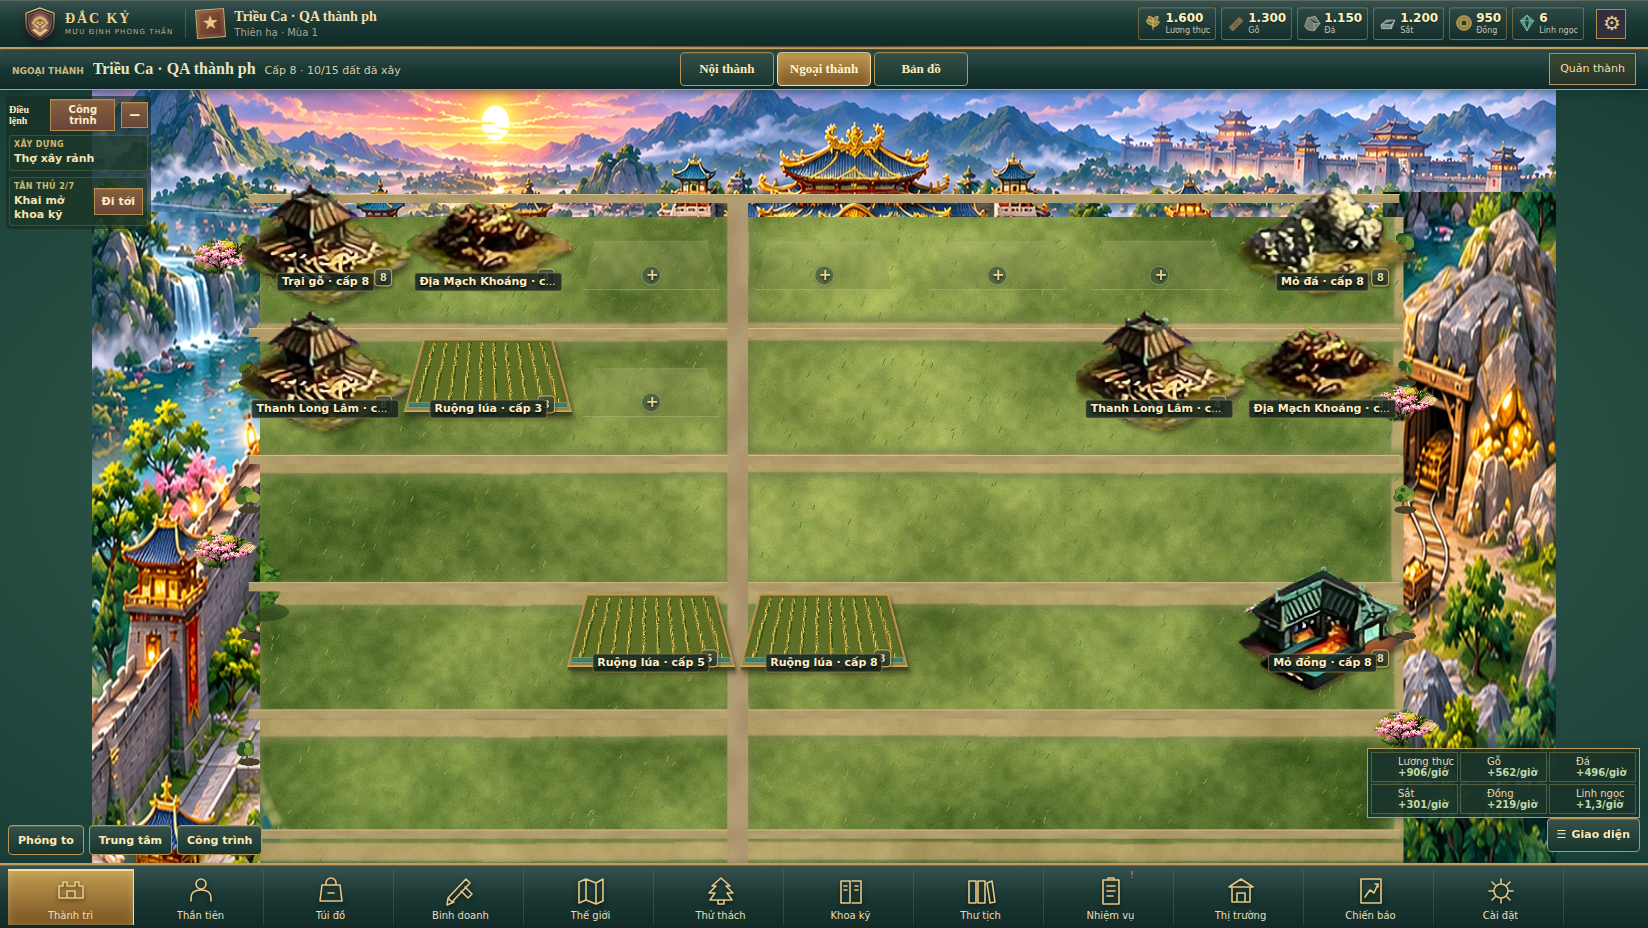 ĐẮC KỶ
MƯU ĐỊNH PHONG THẦN
Triều Ca · QA thành ph
Thiên hạ · Mùa 1
1.600
Lương thực
1.300
Gỗ
1.150
Đá
1.200
Sắt
950
Đồng
6
Linh ngọc
NGOẠI THÀNH Triều Ca · QA thành ph Cấp 8 · 10/15 đất đã xây
Nội thành
Ngoại thành
Bản đồ
Quản thành
Điều lệnh
Công trình
XÂY DỰNG
Thợ xây rảnh
TÂN THỦ 2/7
Khai mở khoa kỹ
Đi tới
Trại gỗ · cấp 8
8
Địa Mạch Khoáng · c...
Mỏ đá · cấp 8
8
Thanh Long Lâm · c...
Ruộng lúa · cấp 3
Thanh Long Lâm · c...
Địa Mạch Khoáng · c...
Ruộng lúa · cấp 5
Ruộng lúa · cấp 8
Mỏ đồng · cấp 8
8
Lương thực
+906/giờ
Gỗ
+562/giờ
Đá
+496/giờ
Sắt
+301/giờ
Đồng
+219/giờ
Linh ngọc
+1,3/giờ
Phóng to
Trung tâm
Công trình
☰ Giao diện
Thành trì
Thần tiên
Túi đồ
Binh doanh
Thế giới
Thử thách
Khoa kỹ
Thư tịch
Nhiệm vụ
!
Thị trường
Chiến báo
Cài đặt